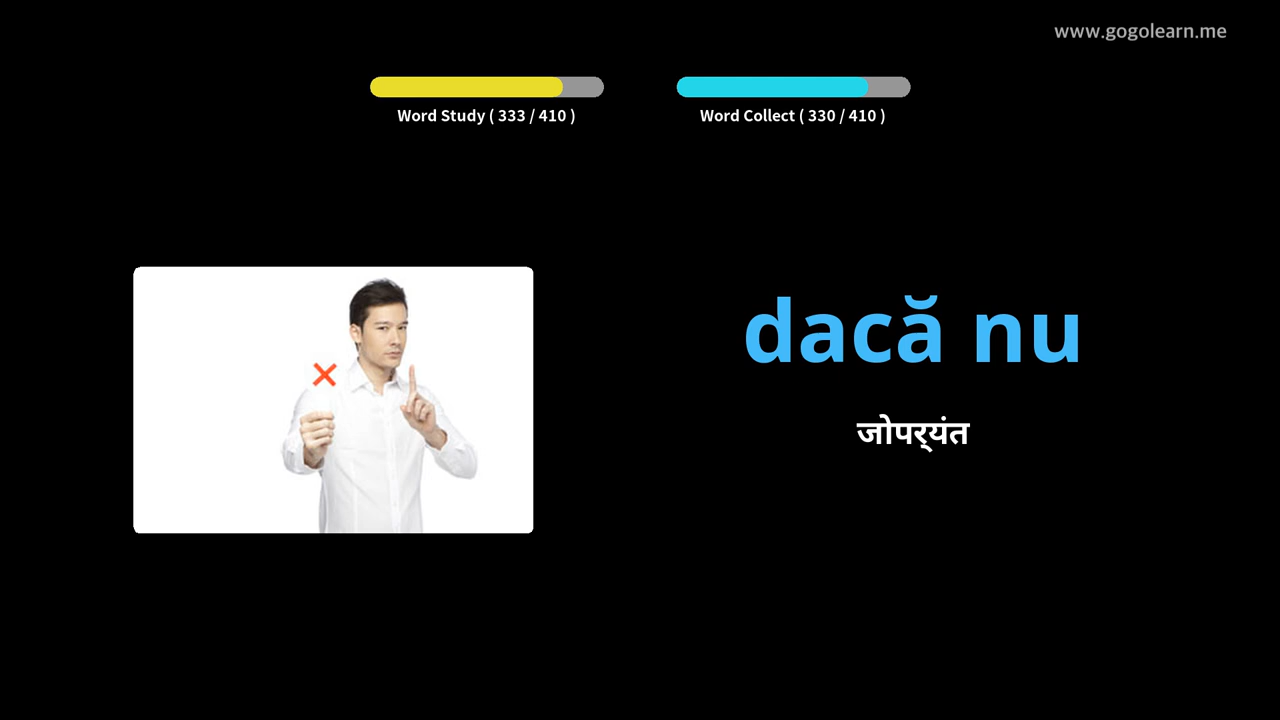 www.gogolearn.me
Word Study ( 333 / 410 )
Word Collect ( 330 / 410 )
dacă nu
जोपर्यंत